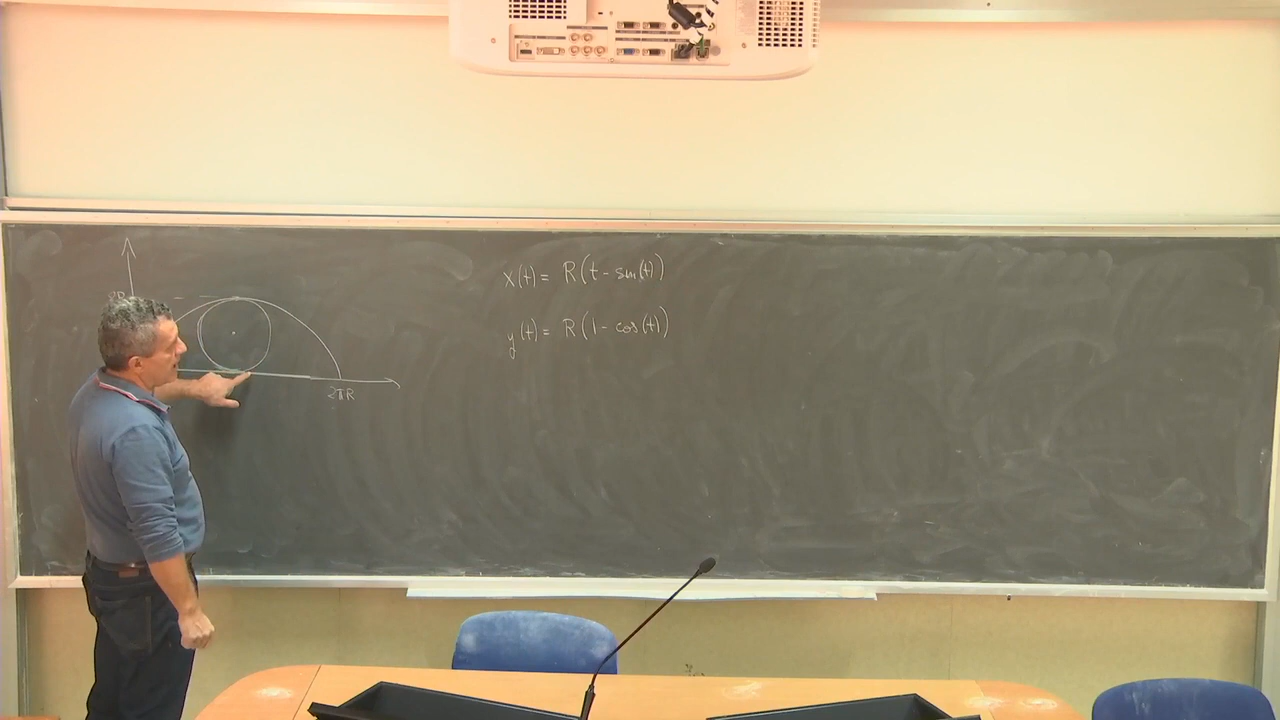 x(t) = R(t - sin(t))
y(t) = R(1 - cos(t))
2πR